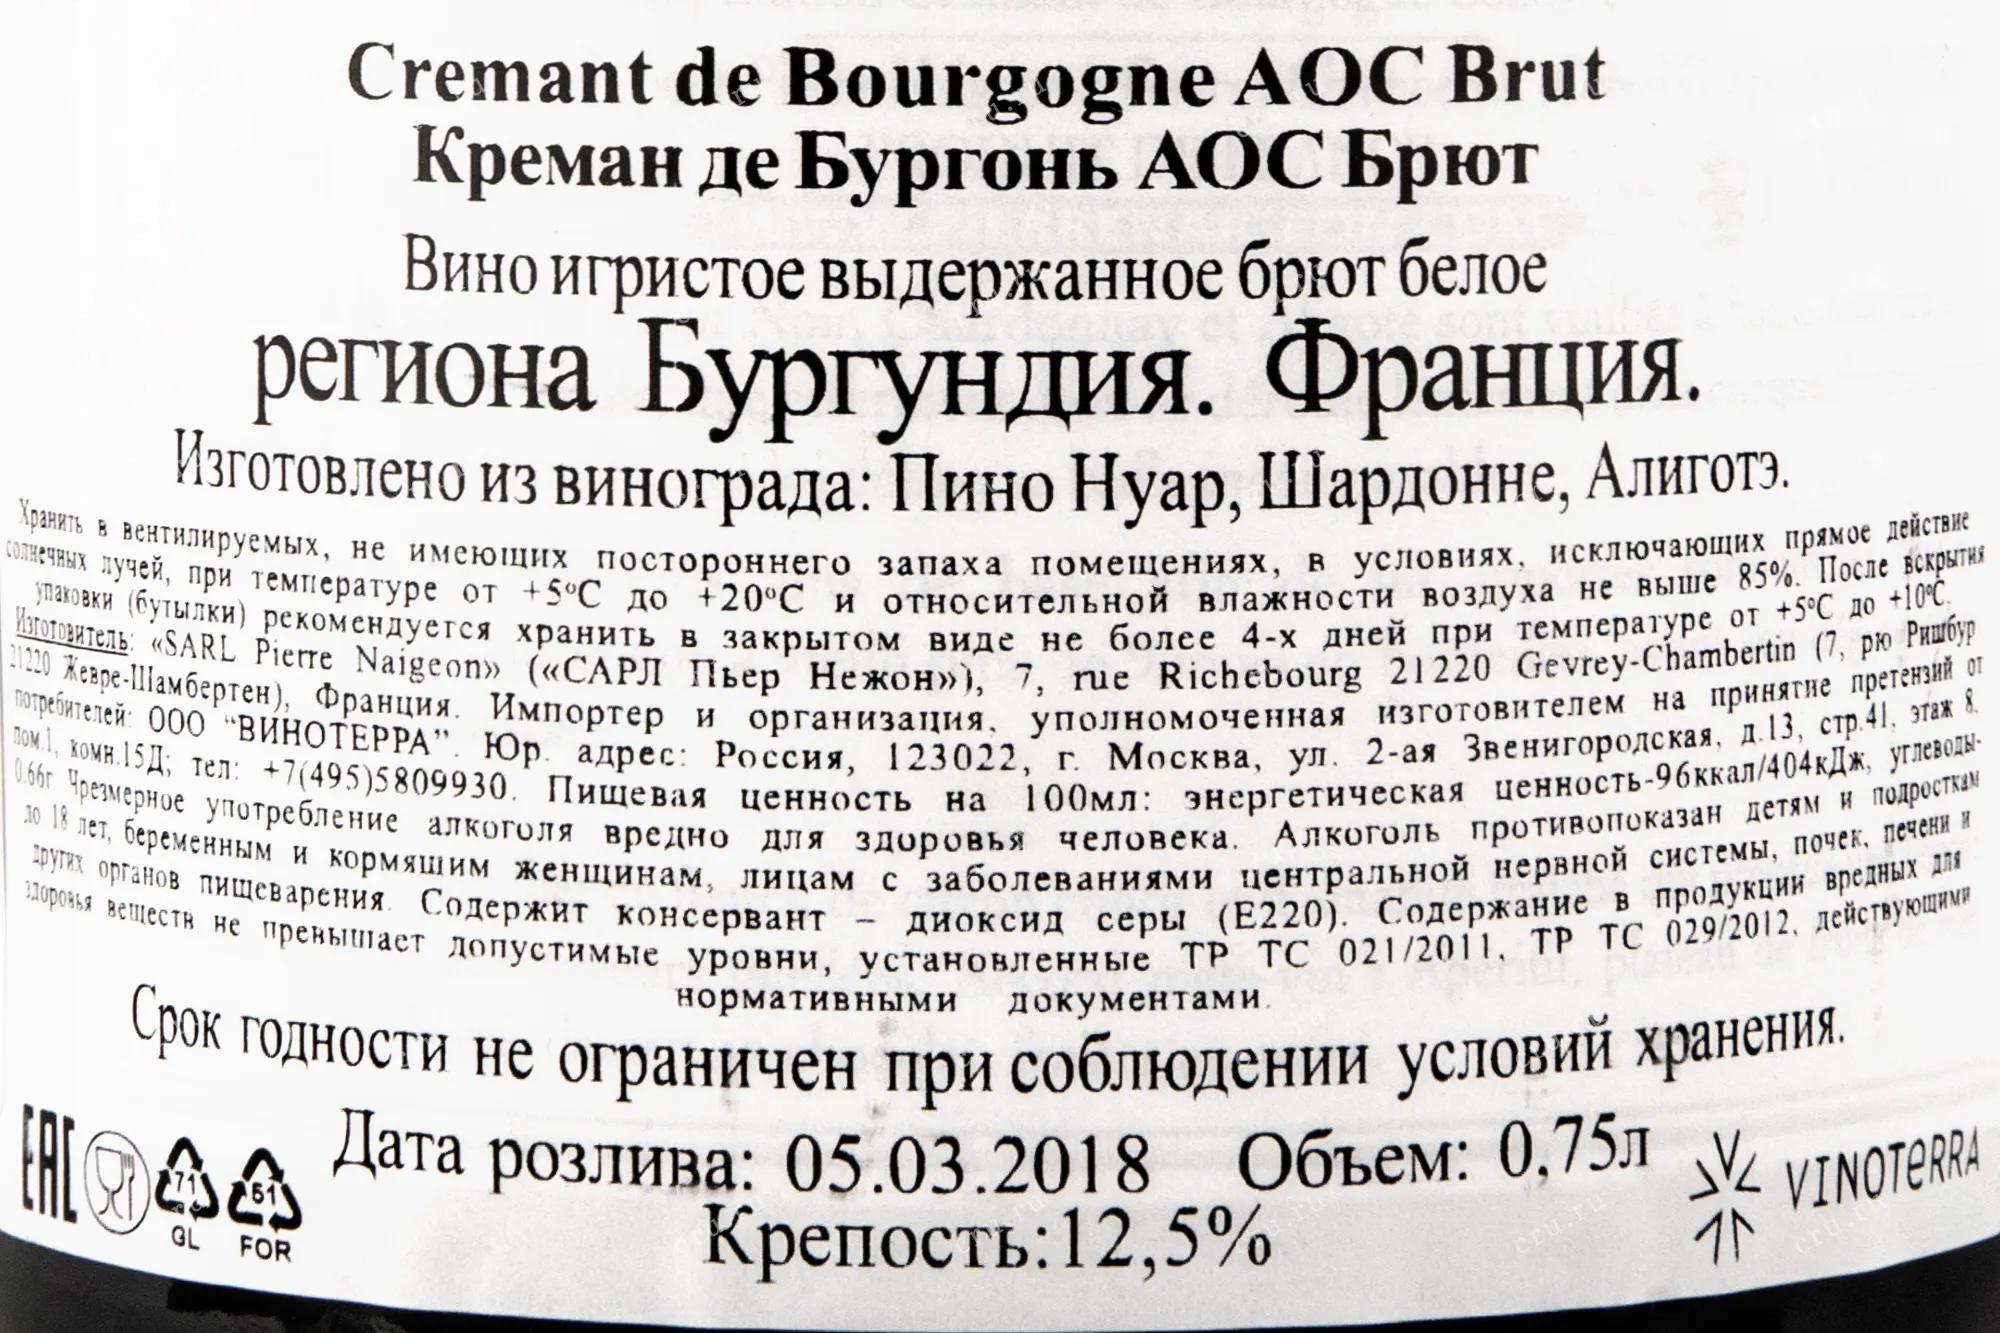 Cremant de Bourgogne AOC Brut
Креман де Бургонь АОС Брют
Вино игристое выдержанное брют белое
региона Бургундия. Франция.
Изготовлено из винограда: Пино Нуар, Шардонне, Алиготэ.
Хранить в вентилируемых, не имеющих постороннего запаха помещениях, в условиях, исключающих прямое действие
солнечных лучей, при температуре от +5°С до +20°С и относительной влажности воздуха не выше 85%. После вскрытия
упаковки (бутылки) рекомендуется хранить в закрытом виде не более 4-х дней при температуре от +5°С до +10°С.
Изготовитель: «SARL Pierre Naigeon» («САРЛ Пьер Нежон»), 7, rue Richebourg 21220 Gevrey-Chambertin (7, рю Ришбур
21220 Жевре-Шамбертен), Франция. Импортер и организация, уполномоченная изготовителем на принятие претензий от
потребителей: ООО "ВИНОТЕРРА". Юр. адрес: Россия, 123022, г. Москва, ул. 2-ая Звенигородская, д.13, стр.41, этаж 8,
пом.1, комн.15Д; тел: +7(495)5809930. Пищевая ценность на 100мл: энергетическая ценность-96ккал/404кДж, углеводы-
0.66г. Чрезмерное употребление алкоголя вредно для здоровья человека. Алкоголь противопоказан детям и подросткам
до 18 лет, беременным и кормящим женщинам, лицам с заболеваниями центральной нервной системы, почек, печени и
других органов пищеварения. Содержит консервант – диоксид серы (Е220). Содержание в продукции вредных для
здоровья веществ не превышает допустимые уровни, установленные ТР ТС 021/2011, ТР ТС 029/2012, действующими
нормативными документами.
Срок годности не ограничен при соблюдении условий хранения.
Дата розлива: 05.03.2018 Объем: 0,75л
Крепость:12,5%
EAC
71
GL
61
FOR
VINOTERRA
cru.ru